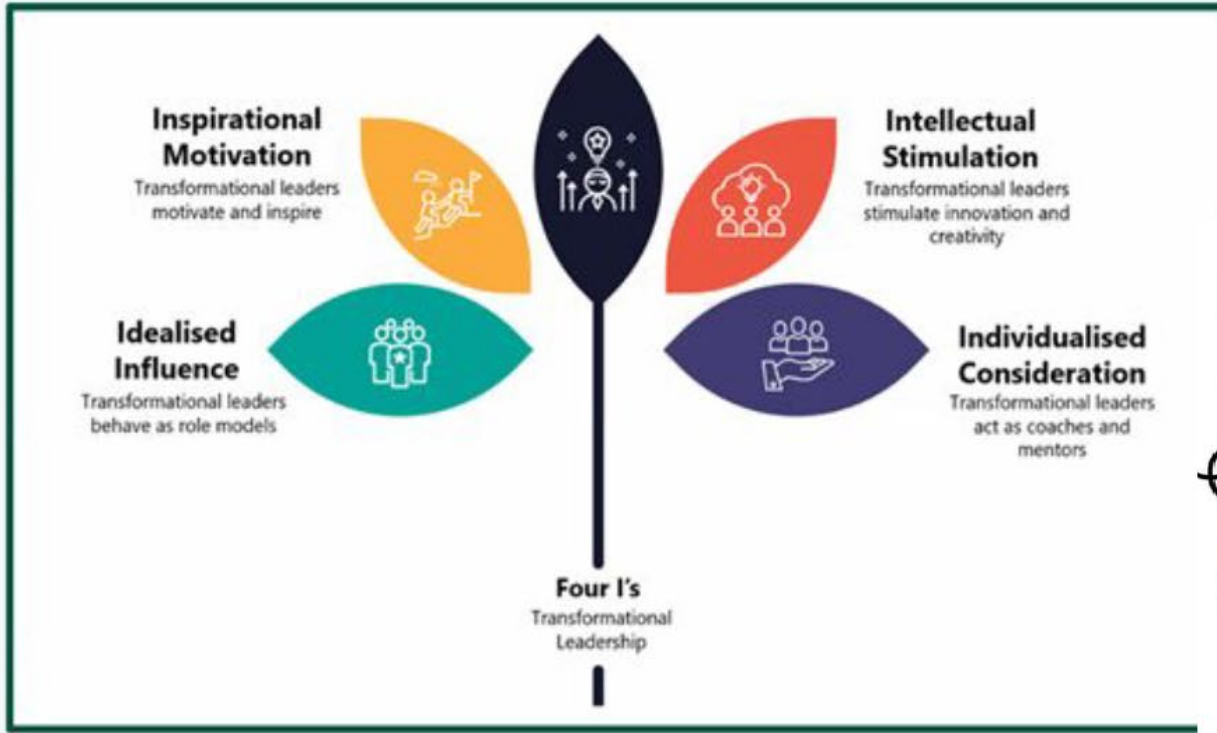 Inspirational
Motivation
Transformational leaders
motivate and inspire
Intellectual
Stimulation
Transformational leaders
stimulate innovation and
creativity
Idealised
Influence
Transformational leaders
behave as role models
Individualised
Consideration
Transformational leaders
act as coaches and
mentors
Four I's
Transformational
Leadership